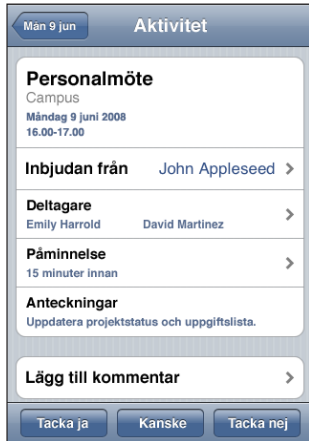 Mån 9 jun Aktivitet
Personalmöte
Campus
Måndag 9 juni 2008
16.00-17.00
Inbjudan från John Appleseed
Deltagare
Emily Harrold David Martinez
Påminnelse
15 minuter innan
Anteckningar
Uppdatera projektstatus och uppgiftslista.
Lägg till kommentar
Tacka ja Kanske Tacka nej